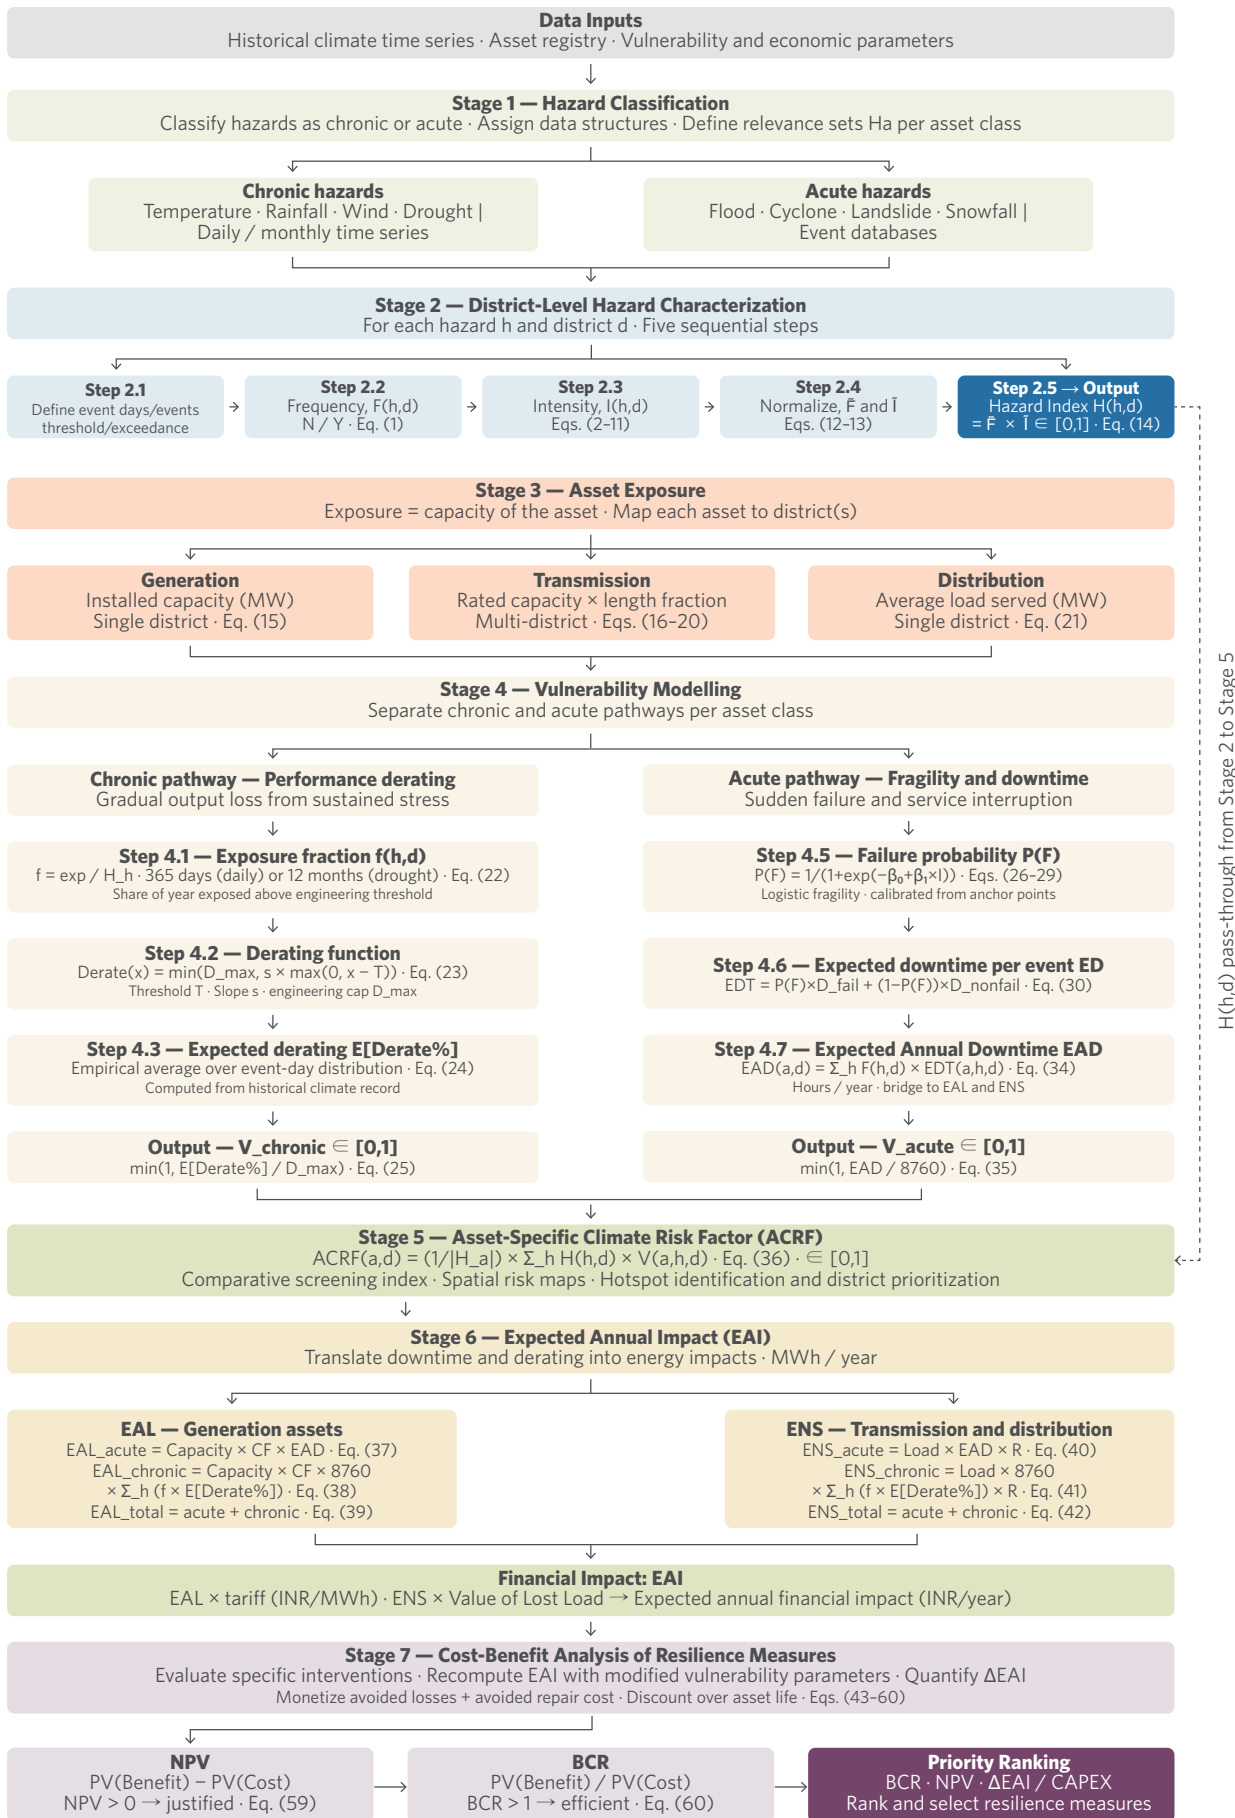 Data Inputs
Historical climate time series · Asset registry · Vulnerability and economic parameters
Stage 1 — Hazard Classification
Classify hazards as chronic or acute · Assign data structures · Define relevance sets Ha per asset class
Chronic hazards
Temperature · Rainfall · Wind · Drought |
Daily / monthly time series
Acute hazards
Flood · Cyclone · Landslide · Snowfall |
Event databases
Stage 2 — District-Level Hazard Characterization
For each hazard h and district d · Five sequential steps
Step 2.1
Define event days/events
threshold/exceedance
Step 2.2
Frequency, F(h,d)
N / Y · Eq. (1)
Step 2.3
Intensity, I(h,d)
Eqs. (2–11)
Step 2.4
Normalize, F̃ and Ĩ
Eqs. (12–13)
Step 2.5 → Output
Hazard Index H(h,d)
= F̃ × Ĩ ∈ [0,1] · Eq. (14)
H(h,d) pass-through from Stage 2 to Stage 5
Stage 3 — Asset Exposure
Exposure = capacity of the asset · Map each asset to district(s)
Generation
Installed capacity (MW)
Single district · Eq. (15)
Transmission
Rated capacity × length fraction
Multi-district · Eqs. (16–20)
Distribution
Average load served (MW)
Single district · Eq. (21)
Stage 4 — Vulnerability Modelling
Separate chronic and acute pathways per asset class
Chronic pathway — Performance derating
Gradual output loss from sustained stress
Step 4.1 — Exposure fraction f(h,d)
f = exp / H_h · 365 days (daily) or 12 months (drought) · Eq. (22)
Share of year exposed above engineering threshold
Step 4.2 — Derating function
Derate(x) = min(D_max, s × max(0, x − T)) · Eq. (23)
Threshold T · Slope s · engineering cap D_max
Step 4.3 — Expected derating E[Derate%]
Empirical average over event-day distribution · Eq. (24)
Computed from historical climate record
Output — V_chronic ∈ [0,1]
min(1, E[Derate%] / D_max) · Eq. (25)
Acute pathway — Fragility and downtime
Sudden failure and service interruption
Step 4.5 — Failure probability P(F)
P(F) = 1/(1+exp(−β₀+β₁×I)) · Eqs. (26–29)
Logistic fragility · calibrated from anchor points
Step 4.6 — Expected downtime per event ED
EDT = P(F)×D_fail + (1−P(F))×D_nonfail · Eq. (30)
Step 4.7 — Expected Annual Downtime EAD
EAD(a,d) = Σ_h F(h,d) × EDT(a,h,d) · Eq. (34)
Hours / year · bridge to EAL and ENS
Output — V_acute ∈ [0,1]
min(1, EAD / 8760) · Eq. (35)
Stage 5 — Asset-Specific Climate Risk Factor (ACRF)
ACRF(a,d) = (1/|H_a|) × Σ_h H(h,d) × V(a,h,d) · Eq. (36) · ∈ [0,1]
Comparative screening index · Spatial risk maps · Hotspot identification and district prioritization
Stage 6 — Expected Annual Impact (EAI)
Translate downtime and derating into energy impacts · MWh / year
EAL — Generation assets
EAL_acute = Capacity × CF × EAD · Eq. (37)
EAL_chronic = Capacity × CF × 8760
× Σ_h (f × E[Derate%]) · Eq. (38)
EAL_total = acute + chronic · Eq. (39)
ENS — Transmission and distribution
ENS_acute = Load × EAD × R · Eq. (40)
ENS_chronic = Load × 8760
× Σ_h (f × E[Derate%]) × R · Eq. (41)
ENS_total = acute + chronic · Eq. (42)
Financial Impact: EAI
EAL × tariff (INR/MWh) · ENS × Value of Lost Load → Expected annual financial impact (INR/year)
Stage 7 — Cost-Benefit Analysis of Resilience Measures
Evaluate specific interventions · Recompute EAI with modified vulnerability parameters · Quantify ΔEAI
Monetize avoided losses + avoided repair cost · Discount over asset life · Eqs. (43–60)
NPV
PV(Benefit) − PV(Cost)
NPV > 0 → justified · Eq. (59)
BCR
PV(Benefit) / PV(Cost)
BCR > 1 → efficient · Eq. (60)
Priority Ranking
BCR · NPV · ΔEAI / CAPEX
Rank and select resilience measures